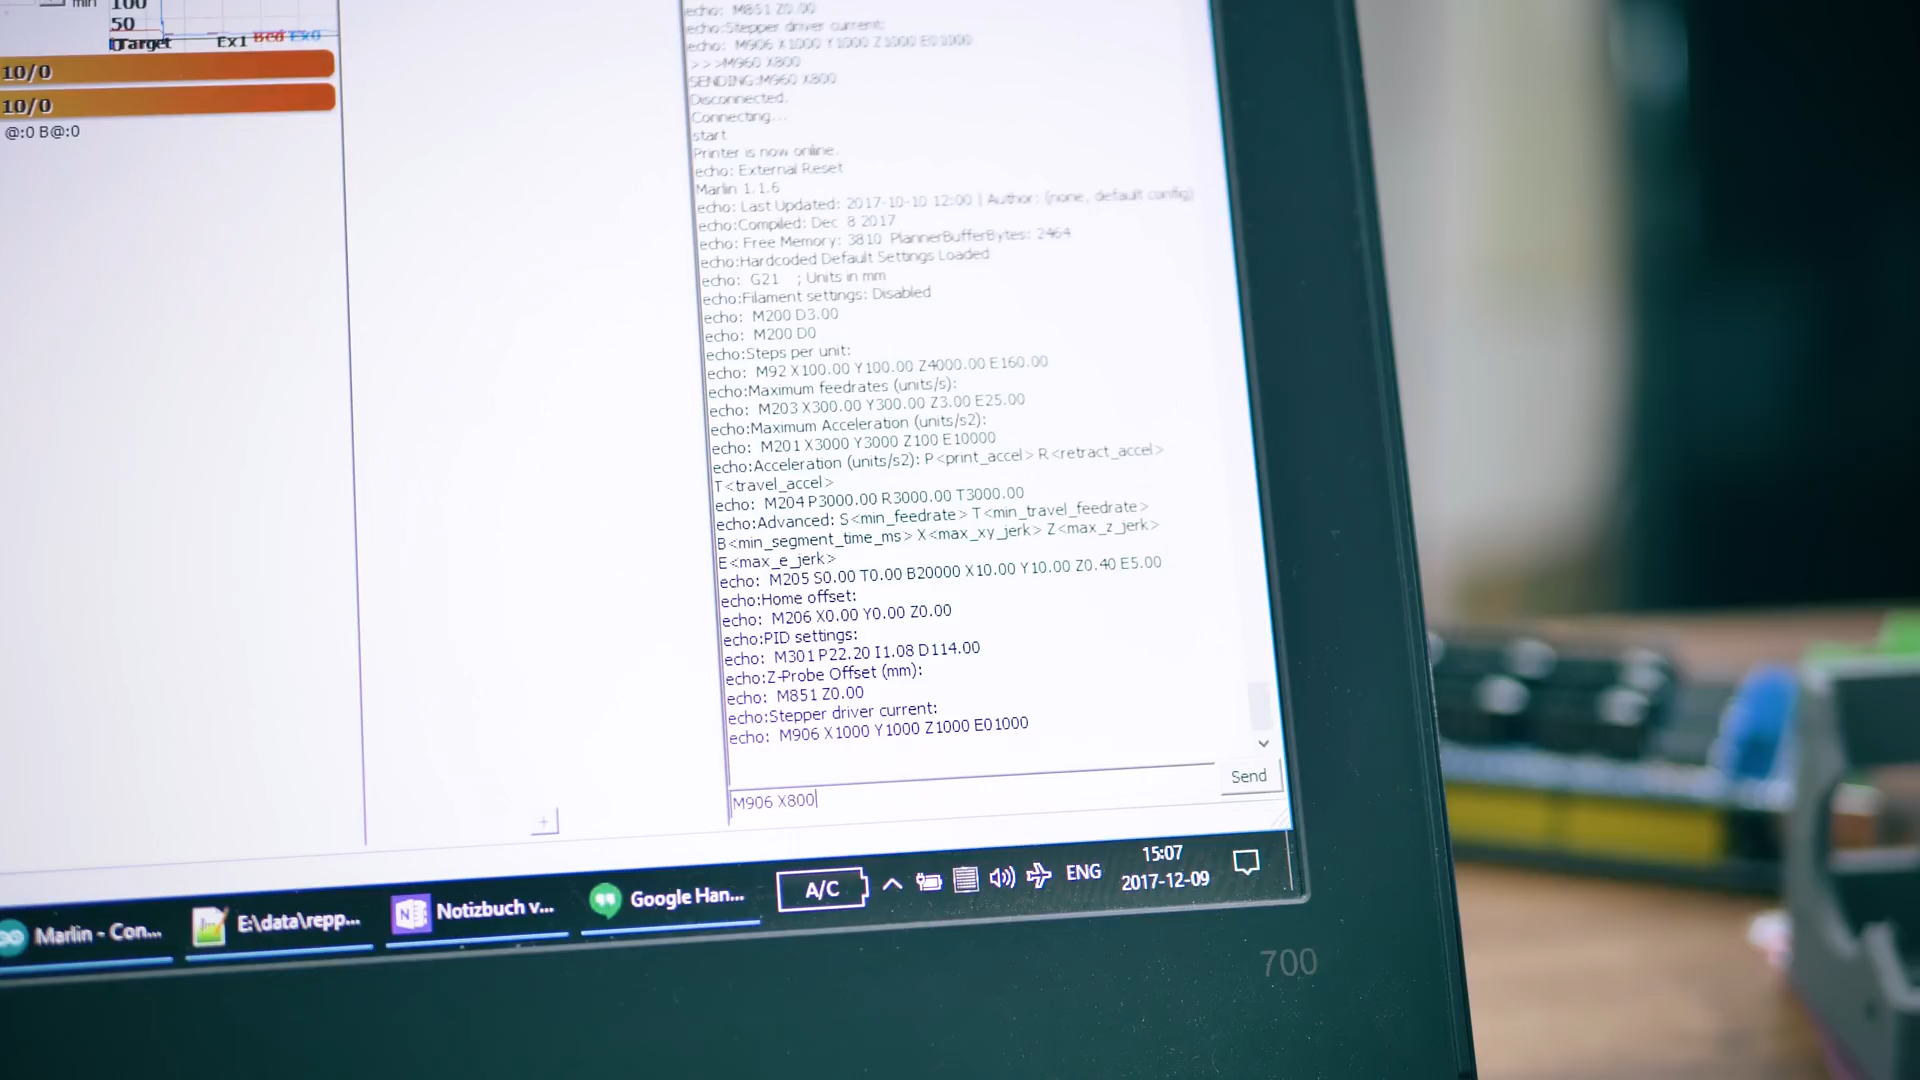 min
100
50
Target
Ex1 Bed Ex0
10/0
10/0
@:0 B@:0
echo:  M851 Z0.00
echo:Stepper driver current:
echo:  M906 X1000 Y1000 Z1000 E01000
>>>M960 X800
SENDING:M960 X800
Disconnected.
Connecting...
start
Printer is now online.
echo: External Reset
Marlin 1.1.6
echo: Last Updated: 2017-10-10 12:00 | Author: (none, default config)
echo:Compiled: Dec  8 2017
echo: Free Memory: 3810  PlannerBufferBytes: 2464
echo:Hardcoded Default Settings Loaded
echo:  G21    ; Units in mm
echo:Filament settings: Disabled
echo:  M200 D3.00
echo:  M200 D0
echo:Steps per unit:
echo:  M92 X100.00 Y100.00 Z4000.00 E160.00
echo:Maximum feedrates (units/s):
echo:  M203 X300.00 Y300.00 Z3.00 E25.00
echo:Maximum Acceleration (units/s2):
echo:  M201 X3000 Y3000 Z100 E10000
echo:Acceleration (units/s2): P<print_accel> R<retract_accel>
T<travel_accel>
echo:  M204 P3000.00 R3000.00 T3000.00
echo:Advanced: S<min_feedrate> T<min_travel_feedrate>
B<min_segment_time_ms> X<max_xy_jerk> Z<max_z_jerk>
E<max_e_jerk>
echo:  M205 S0.00 T0.00 B20000 X10.00 Y10.00 Z0.40 E5.00
echo:Home offset:
echo:  M206 X0.00 Y0.00 Z0.00
echo:PID settings:
echo:  M301 P22.20 I1.08 D114.00
echo:Z-Probe Offset (mm):
echo:  M851 Z0.00
echo:Stepper driver current:
echo:  M906 X1000 Y1000 Z1000 E01000
Send
M906 X800
+
Marlin - Con...
E:\data\repp...
N
Notizbuch v...
Google Han...
A/C
ENG
15:07
2017-12-09
700